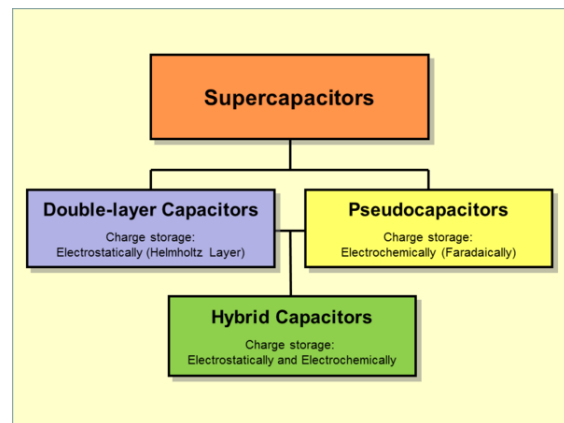 Supercapacitors
Double-layer Capacitors
Charge storage:
Electrostatically (Helmholtz Layer)
Pseudocapacitors
Charge storage:
Electrochemically (Faradaically)
Hybrid Capacitors
Charge storage:
Electrostatically and Electrochemically